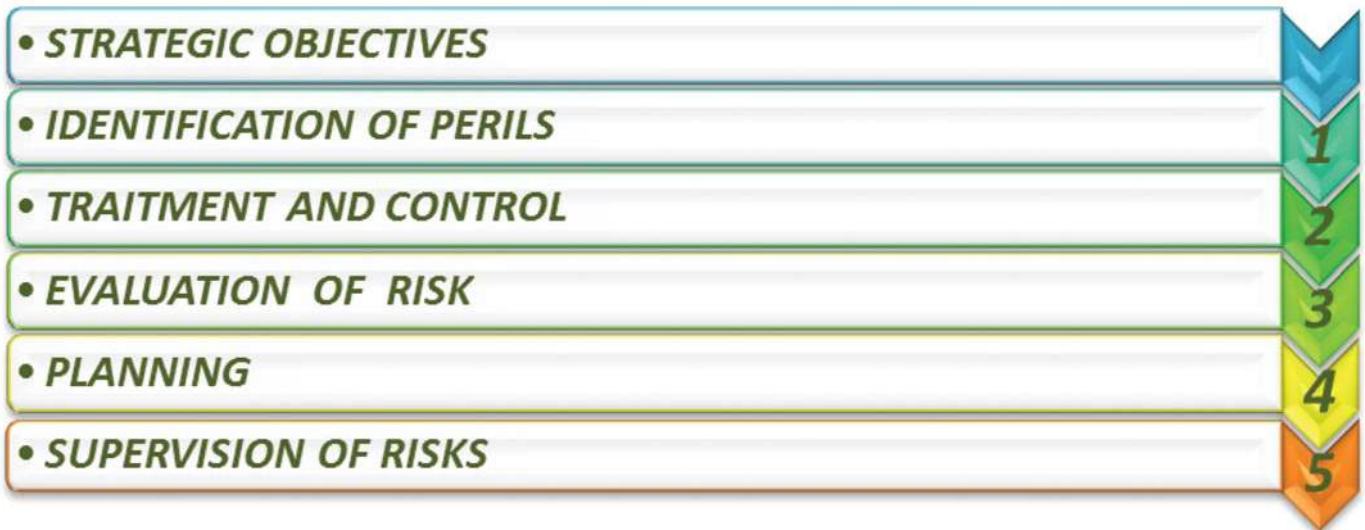 • STRATEGIC OBJECTIVES
• IDENTIFICATION OF PERILS
1
• TRAITMENT AND CONTROL
2
• EVALUATION OF RISK
3
• PLANNING
4
• SUPERVISION OF RISKS
5